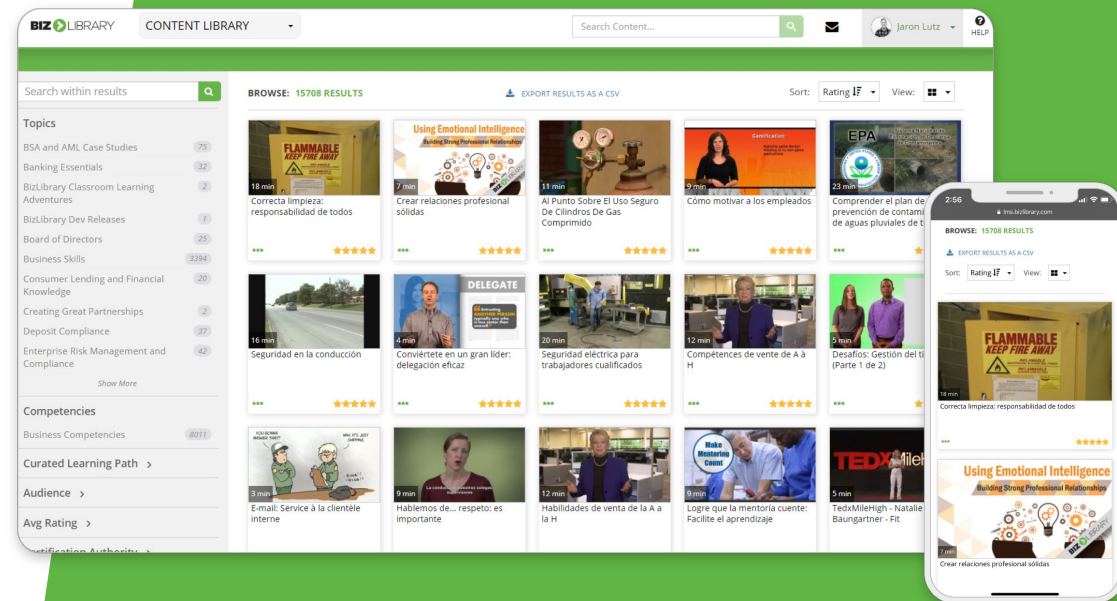 BIZ LIBRARY
CONTENT LIBRARY
Search Content...
Jaron Lutz
HELP
Search within results
BROWSE: 15708 RESULTS
EXPORT RESULTS AS A CSV
Sort: Rating
View:
Topics
BSA and AML Case Studies 75
Banking Essentials 32
BizLibrary Classroom Learning 2
Adventures
BizLibrary Dev Releases 1
Board of Directors 25
Business Skills 3394
Consumer Lending and Financial 20
Knowledge
Creating Great Partnerships 2
Deposit Compliance 37
Enterprise Risk Management and 42
Compliance
Show More
Competencies
Business Competencies 8011
Curated Learning Path
Audience
Avg Rating
Certification Authority
FLAMMABLE
KEEP FIRE AWAY
18 min
Correcta limpieza:
responsabilidad de todos
Using Emotional Intelligence
Building Strong Professional Relationships
BIZ LIBRARY
7 min
Crear relaciones profesional
sólidas
11 min
Al Punto Sobre El Uso Seguro
De Cilindros De Gas
Comprimido
Gamification
9 min
Cómo motivar a los empleados
EPA
23 min
Comprender el plan de
prevención de contami
de aguas pluviales de t
16 min
Seguridad en la conducción
DELEGATE
4 min
Conviértete en un gran líder:
delegación eficaz
20 min
Seguridad eléctrica para
trabajadores cualificados
12 min
Compétences de vente de A à
H
5 min
Desafíos: Gestión del ti
(Parte 1 de 2)
3 min
E-mail: Service à la clientèle
interne
9 min
Hablemos de... respeto: es
importante
12 min
Habilidades de venta de la A a
la H
Make
Mentoring
Count
9 min
Logre que la mentoría cuente:
Facilite el aprendizaje
TEDxMileH
5 min
TedxMileHigh - Natalie
Baungartner - Fit
2:56
lms.bizlibrary.com
BROWSE: 15708 RESULTS
EXPORT RESULTS AS A CSV
Sort: Rating
View:
FLAMMABLE
KEEP FIRE AWAY
18 min
Correcta limpieza: responsabilidad de todos
Using Emotional Intelligence
Building Strong Professional Relationships
BIZ LIBRARY
7 min
Crear relaciones profesional sólidas